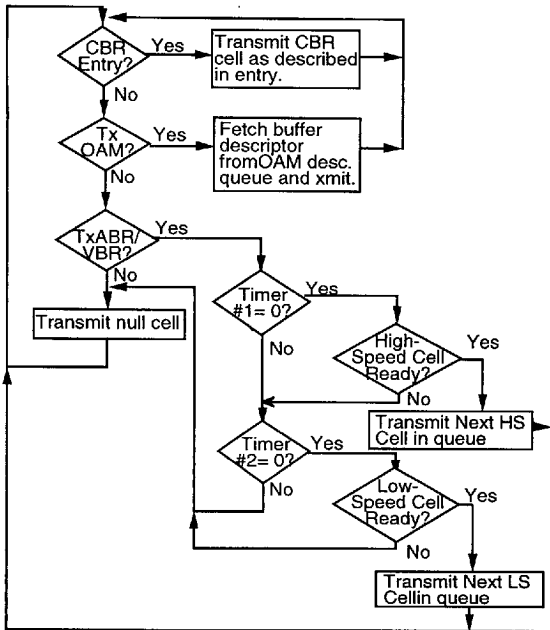 CBR
Entry?
Yes
Transmit CBR
cell as described
in entry.
No
Tx
OAM?
Yes
Fetch buffer
descriptor
fromOAM desc.
queue and xmit.
No
TxABR/
VBR?
Yes
No
Transmit null cell
Timer
#1= 0?
Yes
No
High-
Speed Cell
Ready?
Yes
No
Transmit Next HS
Cell in queue
Timer
#2= 0?
Yes
No
Low-
Speed Cell
Ready?
Yes
No
Transmit Next LS
Cellin queue